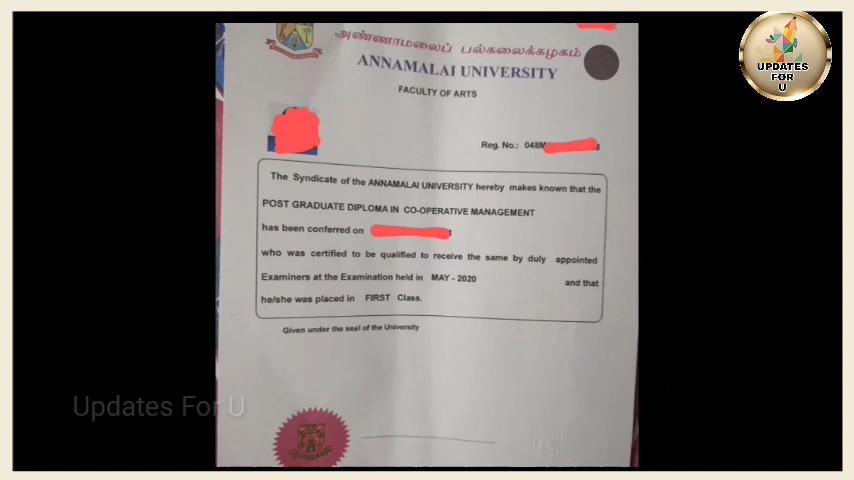 அண்ணாமலைப் பல்கலைக்கழகம்
ANNAMALAI UNIVERSITY
FACULTY OF ARTS
Reg. No.: 048M
The Syndicate of the ANNAMALAI UNIVERSITY hereby makes known that the
POST GRADUATE DIPLOMA IN CO-OPERATIVE MANAGEMENT
has been conferred on
who was certified to be qualified to receive the same by duly appointed
Examiners at the Examination held in MAY - 2020 and that
he/she was placed in FIRST Class.
Given under the seal of the University
UPDATES
FOR
U
Updates For U